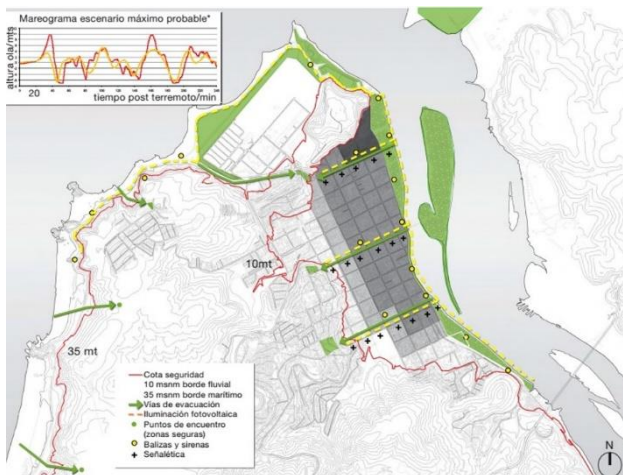 Mareograma escenario máximo probable*
altura ola/mts
20
tiempo post terremoto/min
10mt
35 mt
Cota seguridad
10 msnm borde fluvial
35 msnm borde marítimo
Vías de evacuación
Iluminación fotovoltaica
Puntos de encuentro
(zonas seguras)
Balizas y sirenas
Señalética
N